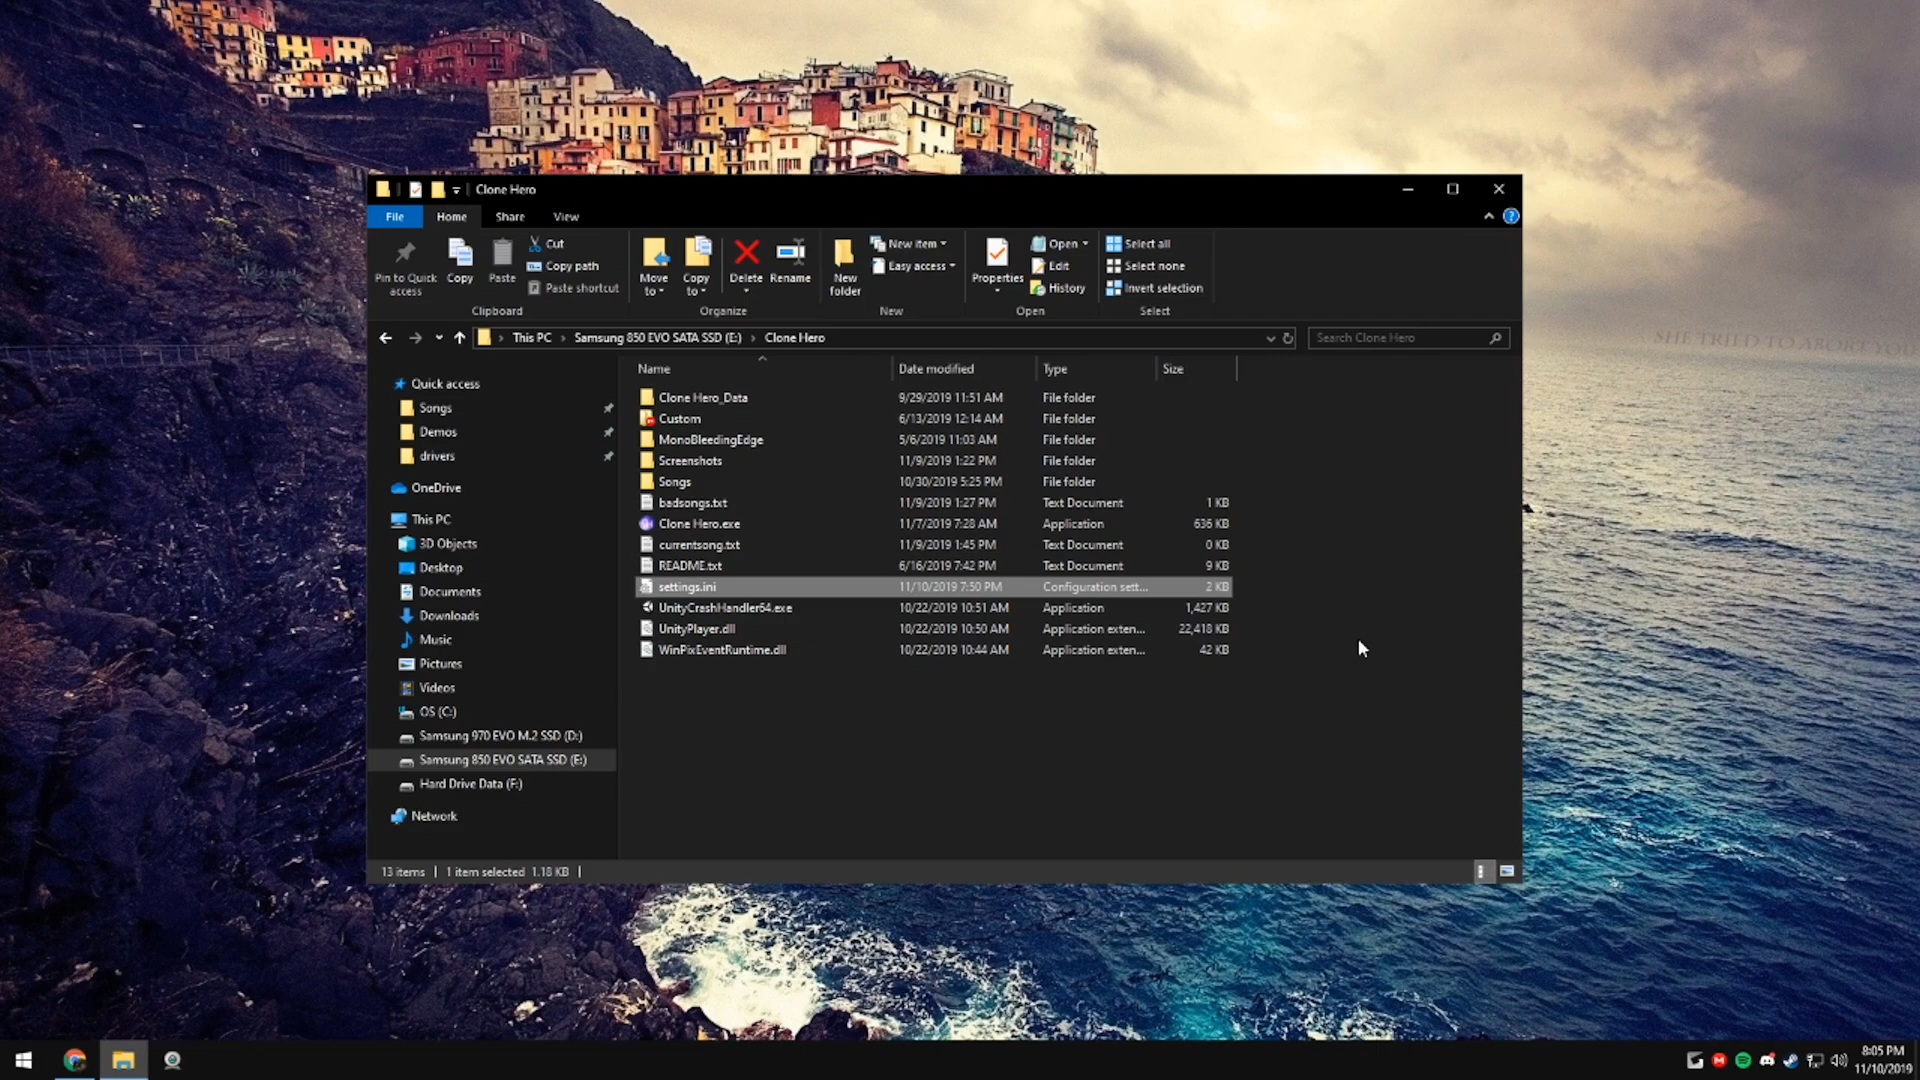 Clone Hero
File Home Share View
Pin to Quick access
Copy
Paste
Cut
Copy path
Paste shortcut
Clipboard
Move to
Copy to
Delete
Rename
Organize
New folder
New item
Easy access
New
Properties
Open
Edit
History
Open
Select all
Select none
Invert selection
Select
This PC > Samsung 850 EVO SATA SSD (E:) > Clone Hero
Search Clone Hero
SHE TRIED TO ABORT YOU
Quick access
Songs
Demos
drivers
OneDrive
This PC
3D Objects
Desktop
Documents
Downloads
Music
Pictures
Videos
OS (C:)
Samsung 970 EVO M.2 SSD (D:)
Samsung 850 EVO SATA SSD (E:)
Hard Drive Data (F:)
Network
Name Date modified Type Size
Clone Hero_Data 9/29/2019 11:51 AM File folder
Custom 6/13/2019 12:14 AM File folder
MonoBleedingEdge 5/6/2019 11:03 AM File folder
Screenshots 11/9/2019 1:22 PM File folder
Songs 10/30/2019 5:25 PM File folder
badsongs.txt 11/9/2019 1:27 PM Text Document 1 KB
Clone Hero.exe 11/7/2019 7:28 AM Application 636 KB
currentsong.txt 11/9/2019 1:45 PM Text Document 0 KB
README.txt 6/16/2019 7:42 PM Text Document 9 KB
settings.ini 11/10/2019 7:50 PM Configuration sett... 2 KB
UnityCrashHandler64.exe 10/22/2019 10:51 AM Application 1,427 KB
UnityPlayer.dll 10/22/2019 10:50 AM Application exten... 22,418 KB
WinPixEventRuntime.dll 10/22/2019 10:44 AM Application exten... 42 KB
13 items | 1 item selected 1.18 KB |
8:05 PM
11/10/2019